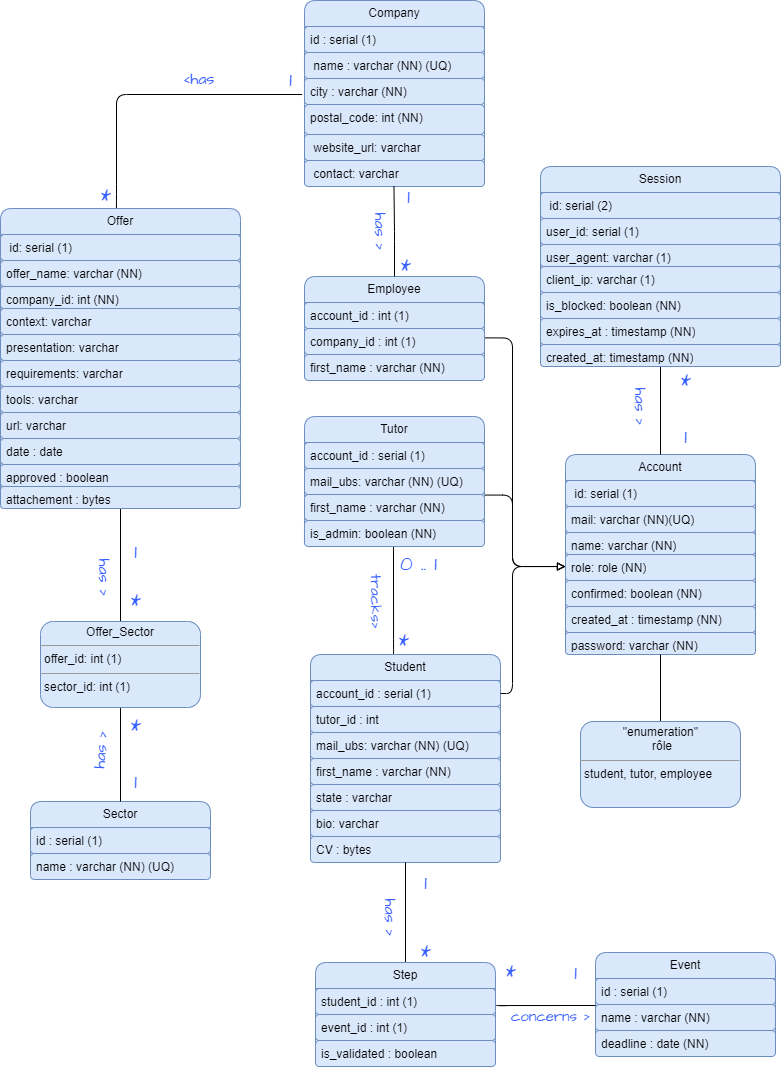 Company
id : serial (1)
name : varchar (NN) (UQ)
city : varchar (NN)
postal_code: int (NN)
website_url: varchar
contact: varchar
<has
1
*
1
has >
*
Offer
id: serial (1)
offer_name: varchar (NN)
company_id: int (NN)
context: varchar
presentation: varchar
requirements: varchar
tools: varchar
url: varchar
date : date
approved : boolean
attachement : bytes
Employee
account_id : int (1)
company_id : int (1)
first_name : varchar (NN)
Session
id: serial (2)
user_id: serial (1)
user_agent: varchar (1)
client_ip: varchar (1)
is_blocked: boolean (NN)
expires_at : timestamp (NN)
created_at: timestamp (NN)
*
has >
1
Tutor
account_id : serial (1)
mail_ubs: varchar (NN) (UQ)
first_name : varchar (NN)
is_admin: boolean (NN)
0 .. 1
tracks>
*
Account
id: serial (1)
mail: varchar (NN)(UQ)
name: varchar (NN)
role: role (NN)
confirmed: boolean (NN)
created_at : timestamp (NN)
password: varchar (NN)
1
has >
*
Offer_Sector
offer_id: int (1)
sector_id: int (1)
*
has >
1
Sector
id : serial (1)
name : varchar (NN) (UQ)
Student
account_id : serial (1)
tutor_id : int
mail_ubs: varchar (NN) (UQ)
first_name : varchar (NN)
state : varchar
bio: varchar
CV : bytes
"enumeration"
rôle
student, tutor, employee
1
has >
*
Step
student_id : int (1)
event_id : int (1)
is_validated : boolean
*
1
concerns >
Event
id : serial (1)
name : varchar (NN)
deadline : date (NN)